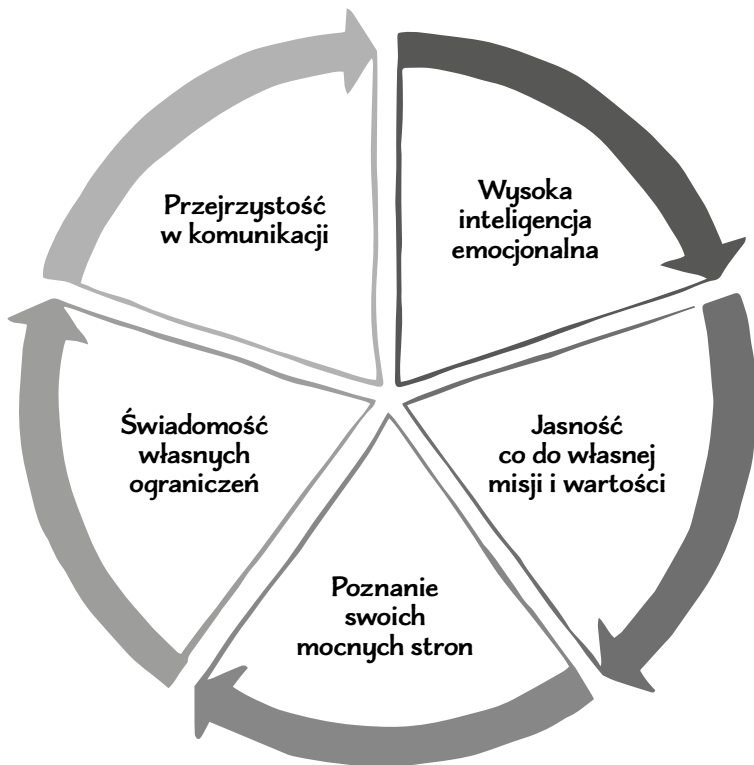 Przejrzystość
w komunikacji
Wysoka
inteligencja
emocjonalna
Jasność
co do własnej
misji i wartości
Poznanie
swoich
mocnych stron
Świadomość
własnych
ograniczeń